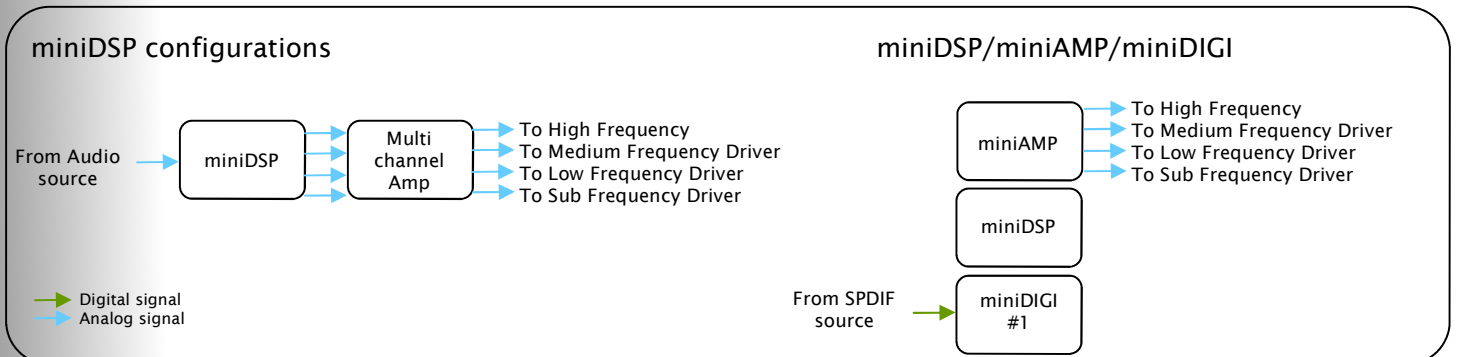 miniDSP configurations
From Audio
source
miniDSP
Multi
channel
Amp
To High Frequency
To Medium Frequency Driver
To Low Frequency Driver
To Sub Frequency Driver
Digital signal
Analog signal
miniDSP/miniAMP/miniDIGI
miniAMP
To High Frequency
To Medium Frequency Driver
To Low Frequency Driver
To Sub Frequency Driver
miniDSP
From SPDIF
source
miniDIGI
#1